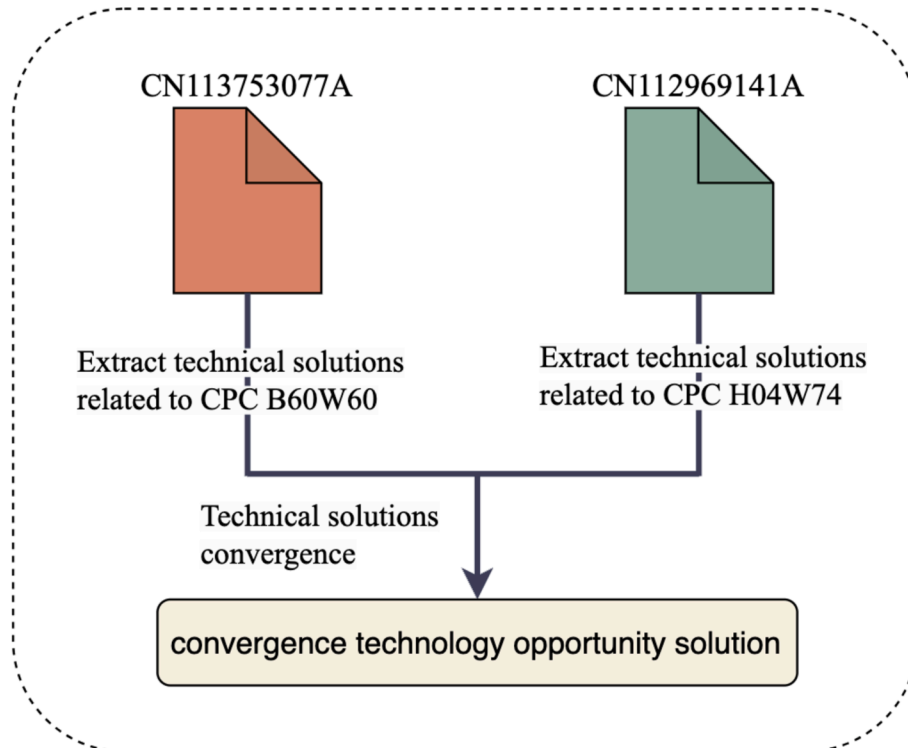 CN113753077A
CN112969141A
Extract technical solutions
related to CPC B60W60
Extract technical solutions
related to CPC H04W74
Technical solutions
convergence
convergence technology opportunity solution